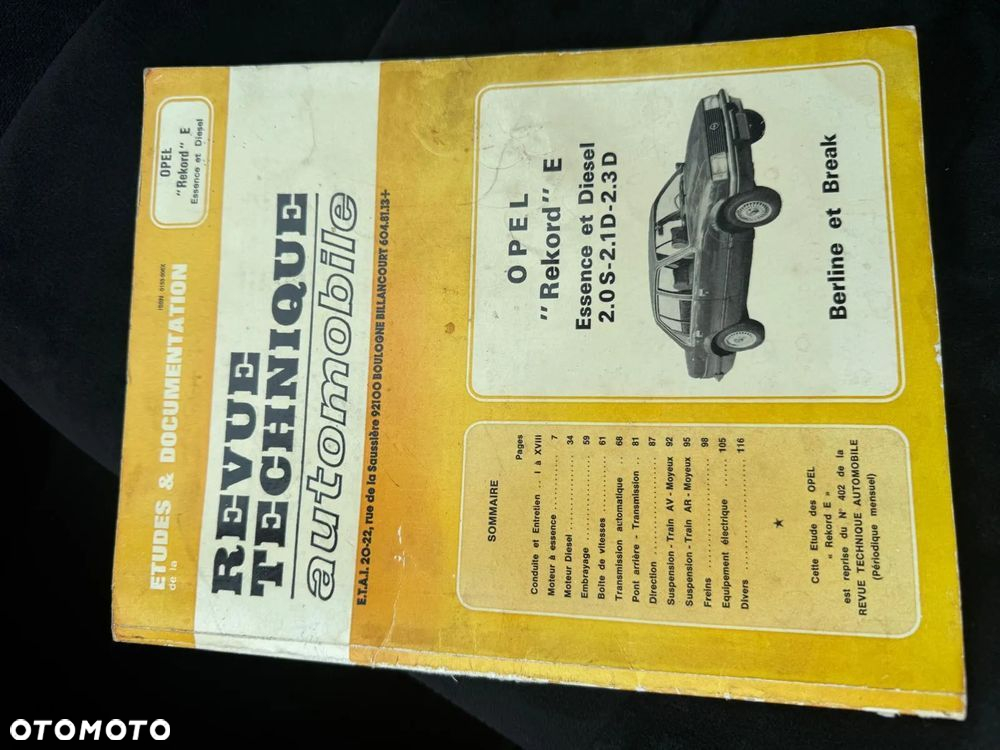 ETUDES & DOCUMENTATION
de la
ISSN 0153-906X
OPEL
"Rekord" E
Essence et Diesel
REVUE
TECHNIQUE
automobile
E.T.A.I. 20-22, rue de la Saussière 92100 BOULOGNE BILLANCOURT 604.81.13+
SOMMAIRE
Pages
Conduite et Entretien .. I à XVIII
Moteur à essence 7
Moteur Diesel 34
Embrayage 59
Boîte de vitesses 61
Transmission automatique 68
Pont arrière - Transmission 81
Direction 87
Suspension - Train AV - Moyeux 92
Suspension - Train AR - Moyeux 95
Freins 98
Equipement électrique 105
Divers 116
Cette Etude des OPEL
« Rekord E »
est reprise du N° 402 de la
REVUE TECHNIQUE AUTOMOBILE
(Périodique mensuel)
OPEL
"Rekord" E
Essence et Diesel
2.0 S-2.1D-2.3D
Berline et Break
OTOMOTO